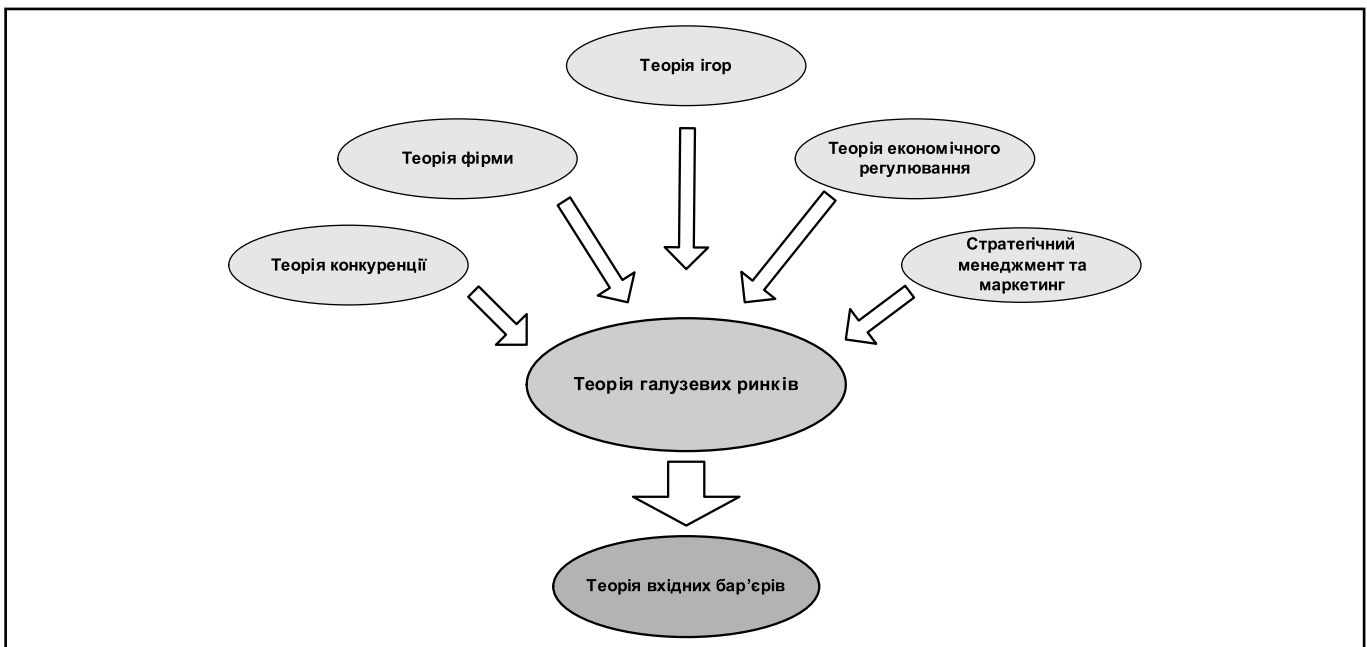 Теорія ігор
Теорія фірми
Теорія економічного
регулювання
Теорія конкуренції
Стратегічний
менеджмент та
маркетинг
Теорія галузевих ринків
Теорія вхідних бар’єрів